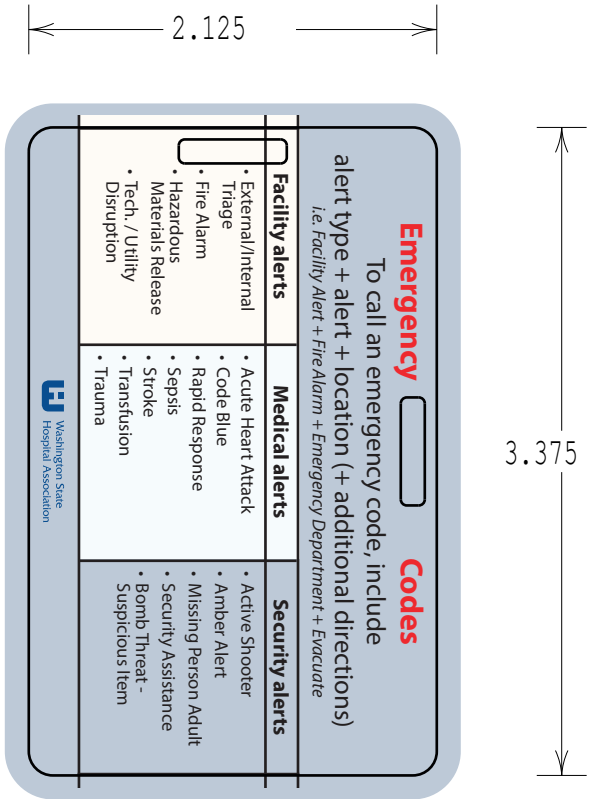 2.125
3.375
Emergency Codes
To call an emergency code, include
alert type + alert + location (+ additional directions)
i.e. Facility Alert + Fire Alarm + Emergency Department + Evacuate
Facility alerts
• External/Internal
Triage
• Fire Alarm
• Hazardous
Materials Release
• Tech. / Utility
Disruption
Medical alerts
• Acute Heart Attack
• Code Blue
• Rapid Response
• Sepsis
• Stroke
• Transfusion
• Trauma
Security alerts
• Active Shooter
• Amber Alert
• Missing Person Adult
• Security Assistance
• Bomb Threat -
Suspicious Item
Washington State
Hospital Association